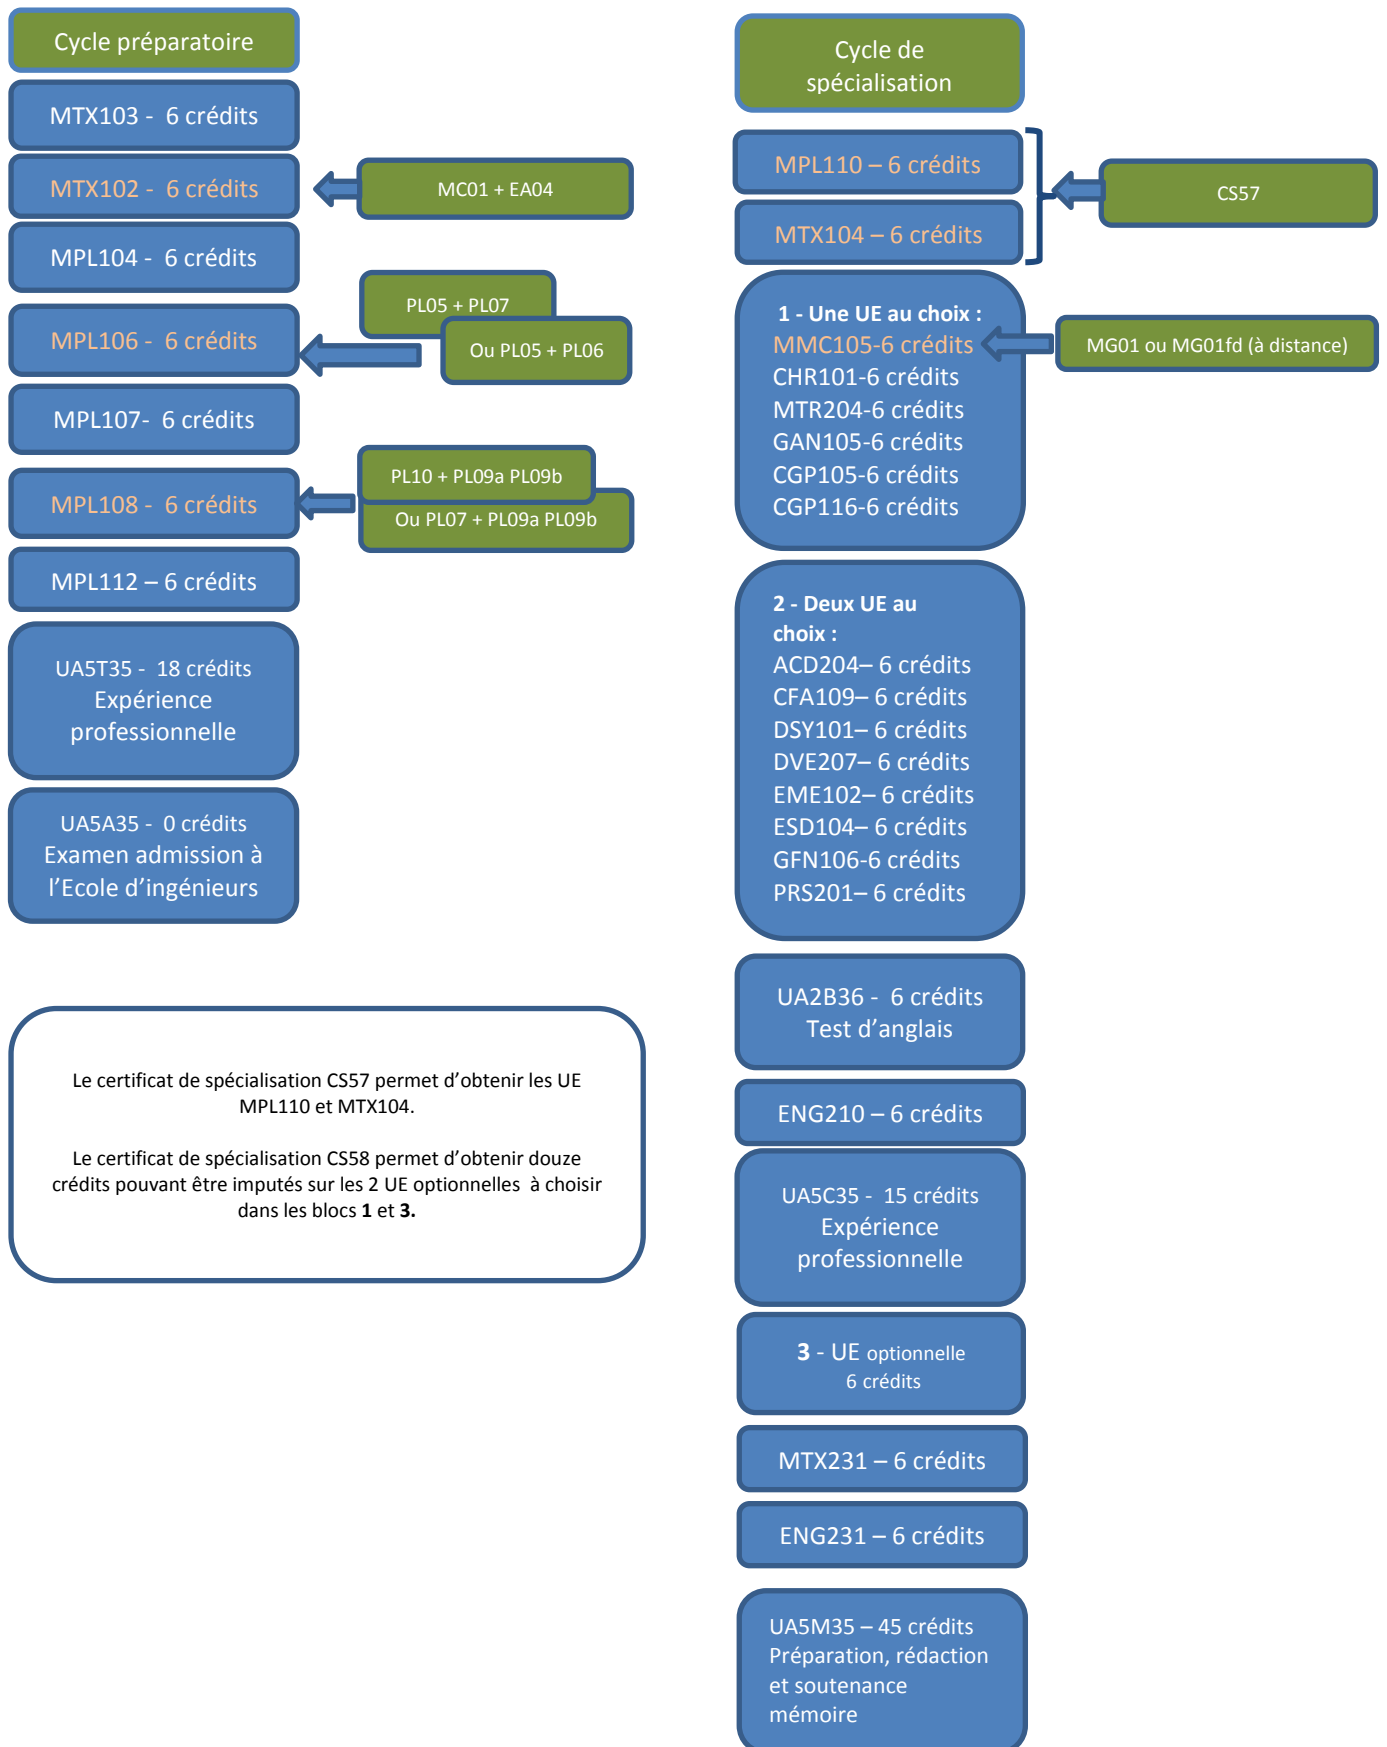 Cycle préparatoire
MTX103 - 6 crédits
MTX102 - 6 crédits
MC01 + EA04
MPL104 - 6 crédits
MPL106 - 6 crédits
PL05 + PL07
Ou PL05 + PL06
MPL107- 6 crédits
MPL108 - 6 crédits
PL10 + PL09a PL09b
Ou PL07 + PL09a PL09b
MPL112 – 6 crédits
UA5T35 - 18 crédits
Expérience
professionnelle
UA5A35 - 0 crédits
Examen admission à
l’Ecole d’ingénieurs
Le certificat de spécialisation CS57 permet d’obtenir les UE
MPL110 et MTX104.
Le certificat de spécialisation CS58 permet d’obtenir douze
crédits pouvant être imputés sur les 2 UE optionnelles à choisir
dans les blocs 1 et 3.
Cycle de
spécialisation
MPL110 – 6 crédits
MTX104 – 6 crédits
CS57
1 - Une UE au choix :
MMC105-6 crédits
MG01 ou MG01fd (à distance)
CHR101-6 crédits
MTR204-6 crédits
GAN105-6 crédits
CGP105-6 crédits
CGP116-6 crédits
2 - Deux UE au
choix :
ACD204– 6 crédits
CFA109– 6 crédits
DSY101– 6 crédits
DVE207– 6 crédits
EME102– 6 crédits
ESD104– 6 crédits
GFN106-6 crédits
PRS201– 6 crédits
UA2B36 - 6 crédits
Test d’anglais
ENG210 – 6 crédits
UA5C35 - 15 crédits
Expérience
professionnelle
3 - UE optionnelle
6 crédits
MTX231 – 6 crédits
ENG231 – 6 crédits
UA5M35 – 45 crédits
Préparation, rédaction
et soutenance
mémoire